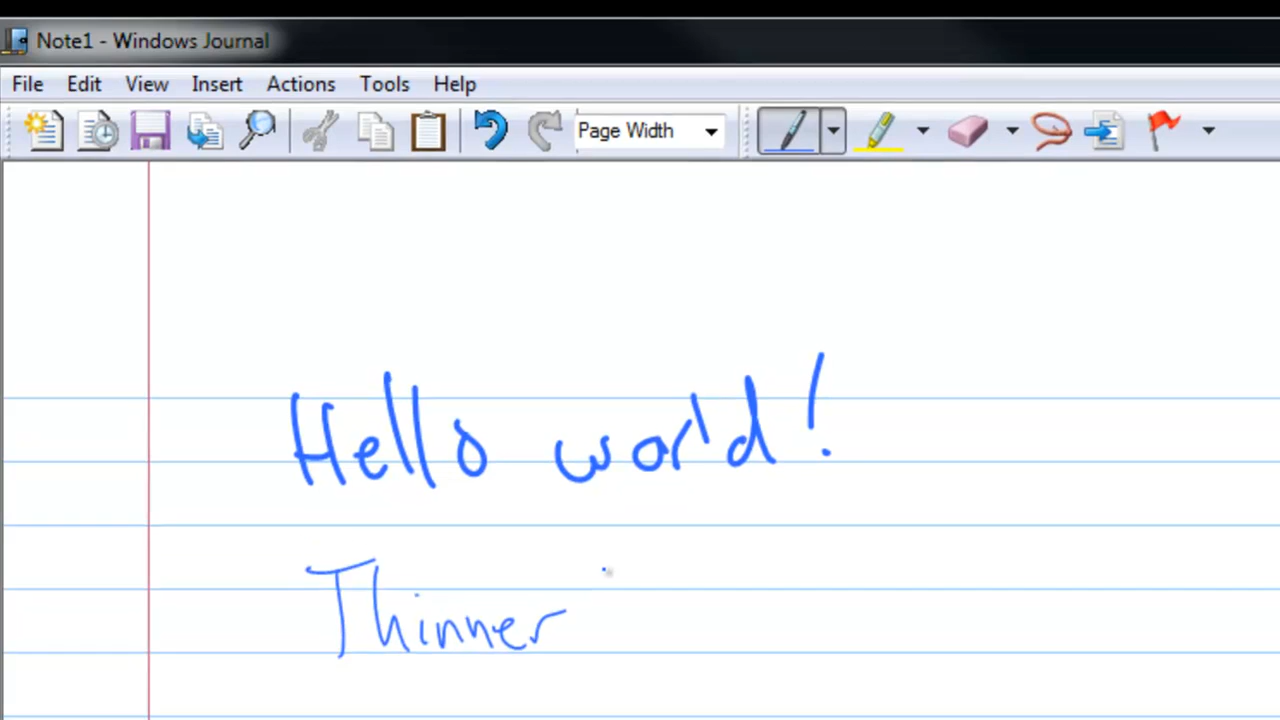 Note1 - Windows Journal
File Edit View Insert Actions Tools Help
Page Width
Hello world!
Thinner